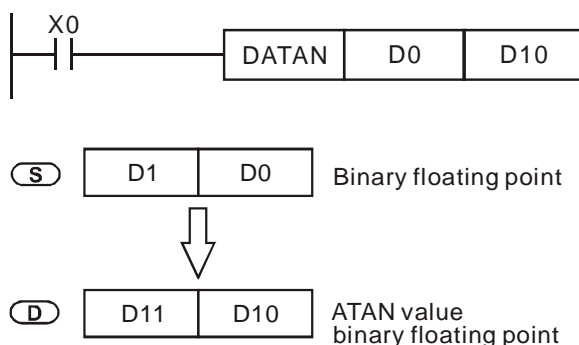 X0
DATAN D0 D10
S D1 D0 Binary floating point
D D11 D10 ATAN value
binary floating point